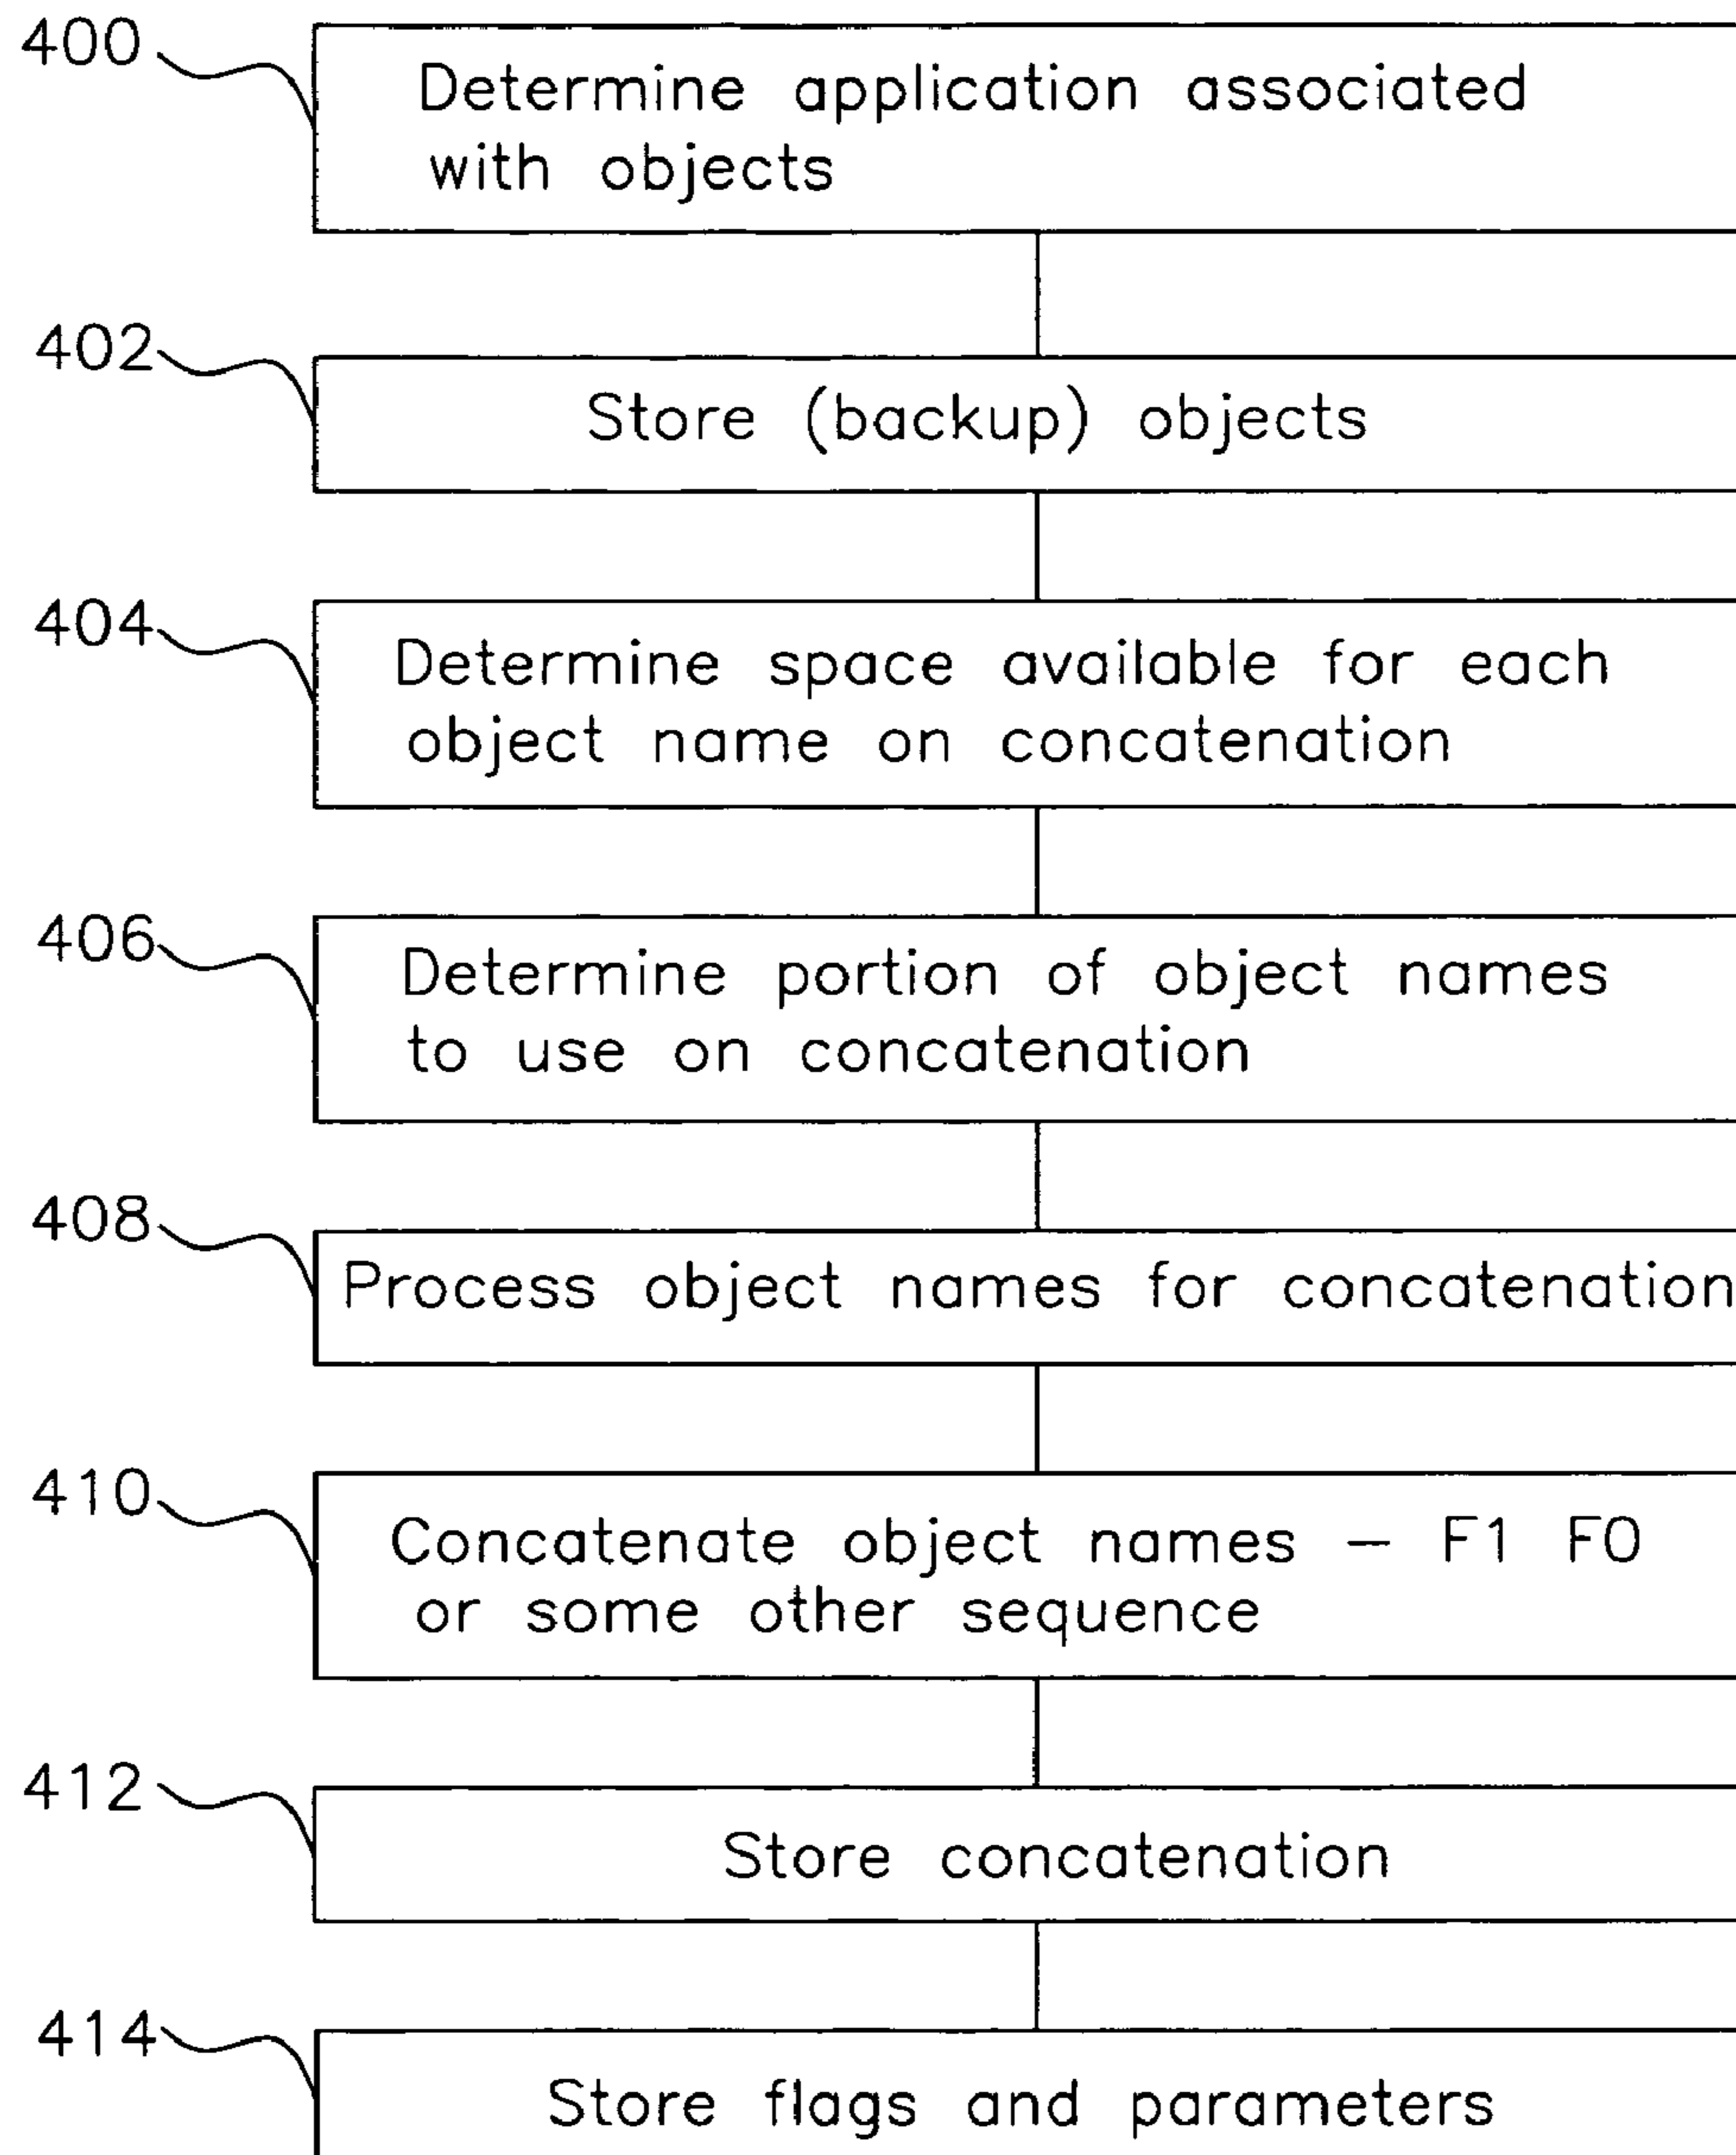 400
Determine application associated
with objects
402
Store (backup) objects
404
Determine space available for each
object name on concatenation
406
Determine portion of object names
to use on concatenation
408
Process object names for concatenation
410
Concatenate object names – F1 F0
or some other sequence
412
Store concatenation
414
Store flags and parameters